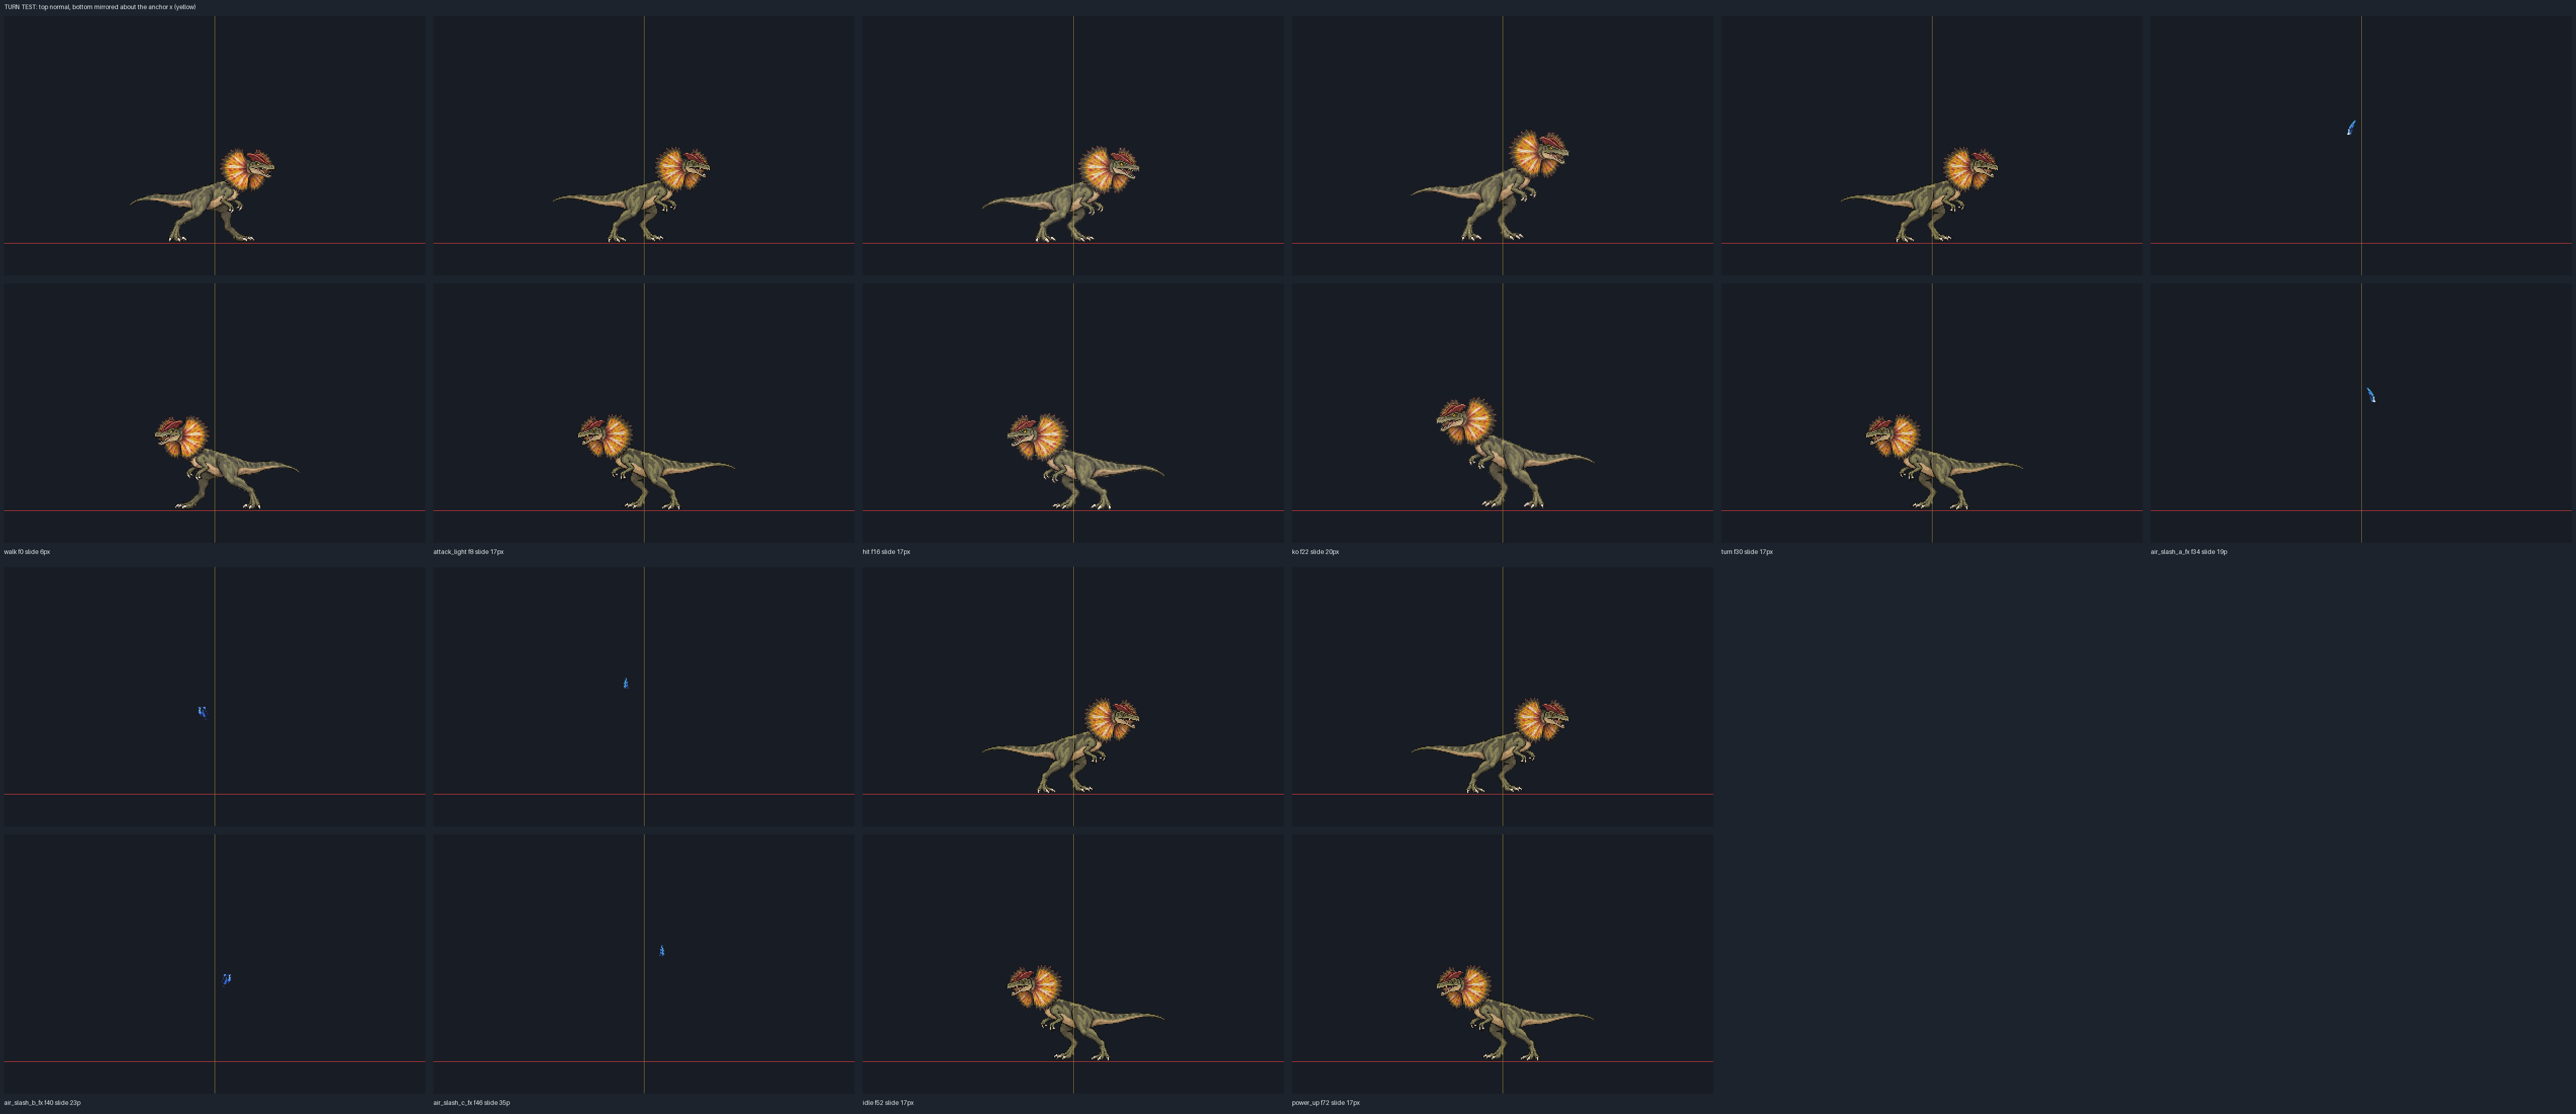 TURN TEST: top normal, bottom mirrored about the anchor x (yellow)
walk f0 slide 6px
attack_light f8 slide 17px
hit f16 slide 17px
ko f22 slide 20px
turn f30 slide 17px
air_slash_a_fx f34 slide 19p
air_slash_b_fx f40 slide 23p
air_slash_c_fx f46 slide 35p
idle f52 slide 17px
power_up f72 slide 17px